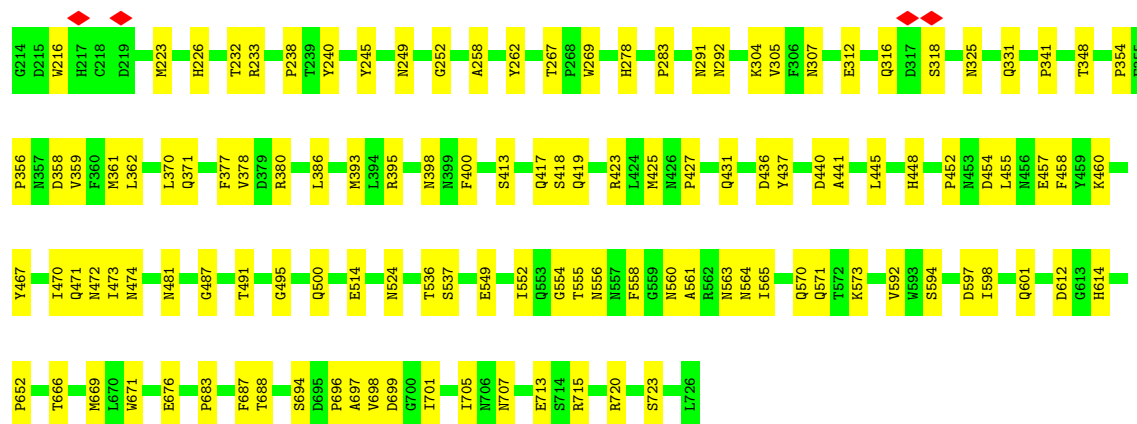 G214 D215 W216 H217 C218 D219 M223 H226 T232 R233 P238 T239 Y240 Y245 N249 G252 A258 Y262 T267 P268 W269 H278 P283 N291 N292 K304 V305 F306 N307 E312 Q316 D317 S318 N325 Q331 P341 T348 P354
P356 N357 D358 V359 F360 M361 L362 L370 Q371 F377 V378 D379 R380 L386 M393 L394 R395 N398 N399 F400 S413 Q417 S418 Q419 R423 L424 M425 N426 P427 Q431 D436 Y437 D440 A441 L445 H448 P452 N453 D454 L455 N456 E457 F458 Y459 K460
Y467 I470 Q471 N472 I473 N474 N481 G487 T491 G495 Q500 E514 N524 T536 S537 E549 I552 Q553 G554 T555 N556 N557 F558 G559 N560 A561 R562 N563 N564 I565 Q570 Q571 T572 K573 V592 W593 S594 D597 I598 Q601 D612 G613 H614
P652 T666 M669 L670 W671 E676 P683 F687 T688 S694 D695 P696 A697 V698 D699 G700 I701 I705 N706 N707 E713 S714 R715 R720 S723 L726